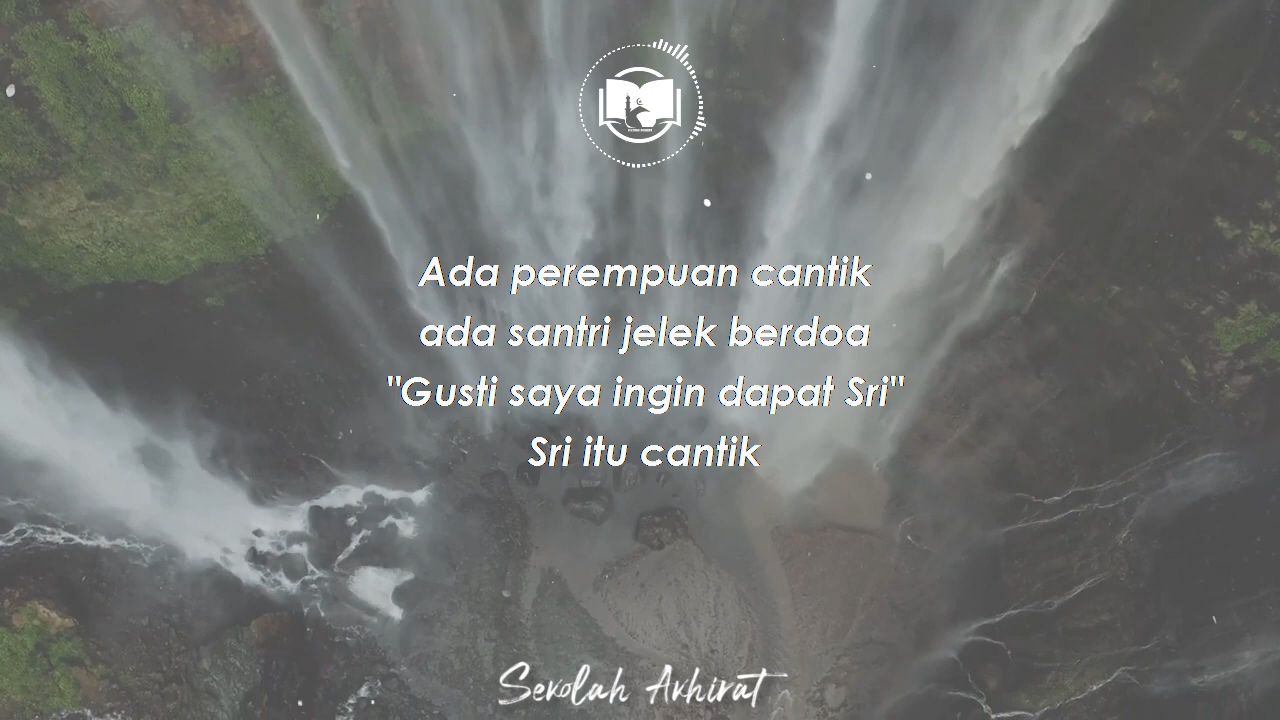 Ada perempuan cantik
ada santri jelek berdoa
"Gusti saya ingin dapat Sri"
Sri itu cantik
Sekolah Akhirat